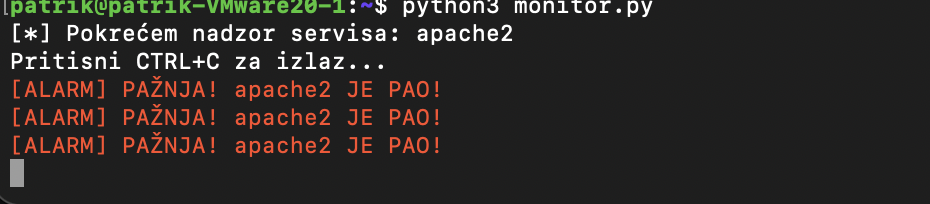 [patrik@patrik-VMware20-1:~$ python3 monitor.py
[*] Pokrećem nadzor servisa: apache2
Pritisni CTRL+C za izlaz...
[ALARM] PAŽNJA! apache2 JE PAO!
[ALARM] PAŽNJA! apache2 JE PAO!
[ALARM] PAŽNJA! apache2 JE PAO!